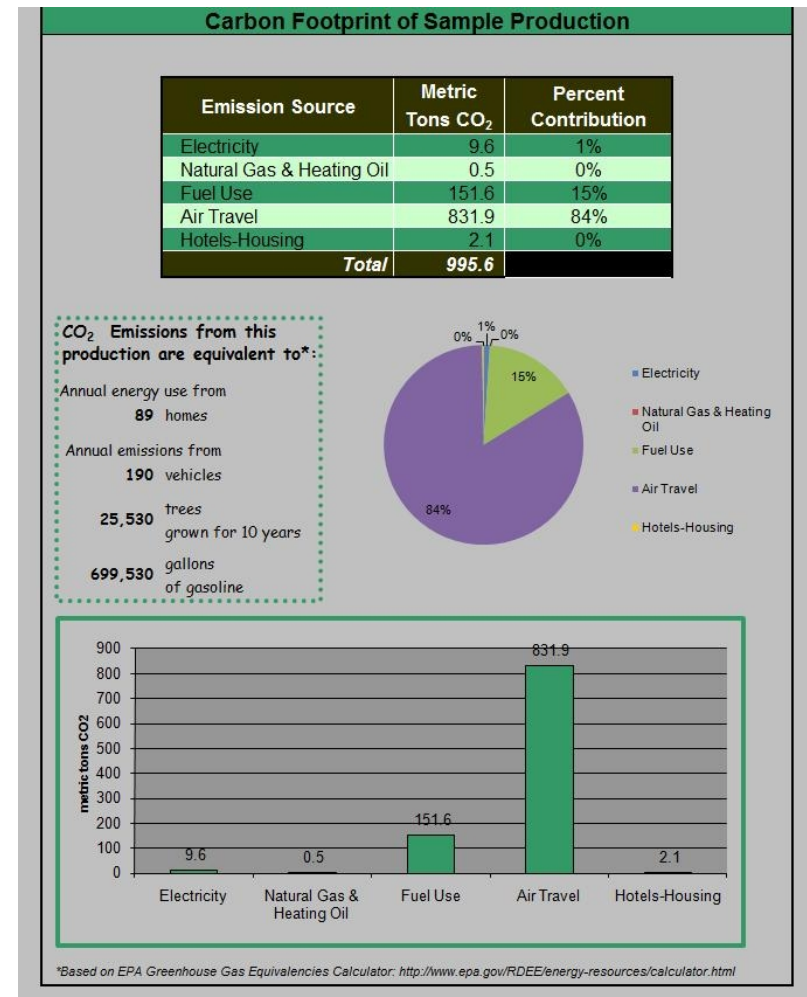 Carbon Footprint of Sample Production
Emission Source Metric Tons CO₂ Percent Contribution
Electricity 9.6 1%
Natural Gas & Heating Oil 0.5 0%
Fuel Use 151.6 15%
Air Travel 831.9 84%
Hotels-Housing 2.1 0%
Total 995.6
CO₂ Emissions from this
production are equivalent to*:
Annual energy use from
89 homes
Annual emissions from
190 vehicles
25,530 trees
grown for 10 years
699,530 gallons
of gasoline
0% 1% 0%
15%
84%
Electricity
Natural Gas & Heating
Oil
Fuel Use
Air Travel
Hotels-Housing
metric tons CO2
900
800
700
600
500
400
300
200
100
0
9.6 0.5 151.6 831.9 2.1
Electricity Natural Gas & Heating Oil Fuel Use Air Travel Hotels-Housing
*Based on EPA Greenhouse Gas Equivalencies Calculator: http://www.epa.gov/RDEE/energy-resources/calculator.html